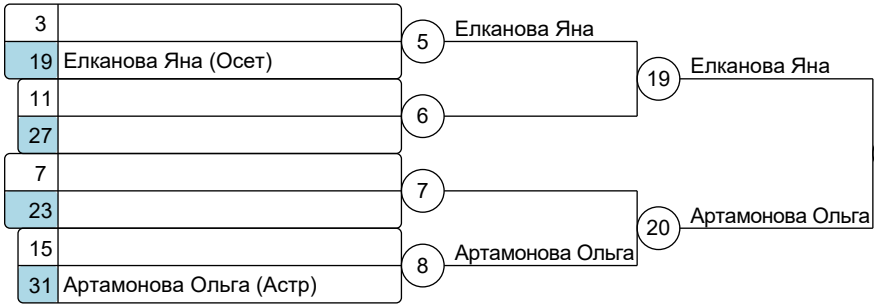 3
5 Елканова Яна
19 Елканова Яна (Осет)
19 Елканова Яна
11
6
27
7
7
23
20 Артамонова Ольга
15
8 Артамонова Ольга
31 Артамонова Ольга (Астр)